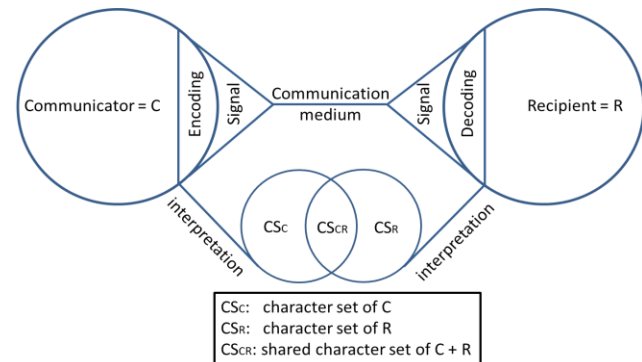 Communicator = C
Encoding
Signal
Communication
medium
Signal
Decoding
Recipient = R
interpretation
CSC
CSCR
CSR
interpretation
CSC: character set of C
CSR: character set of R
CSCR: shared character set of C + R